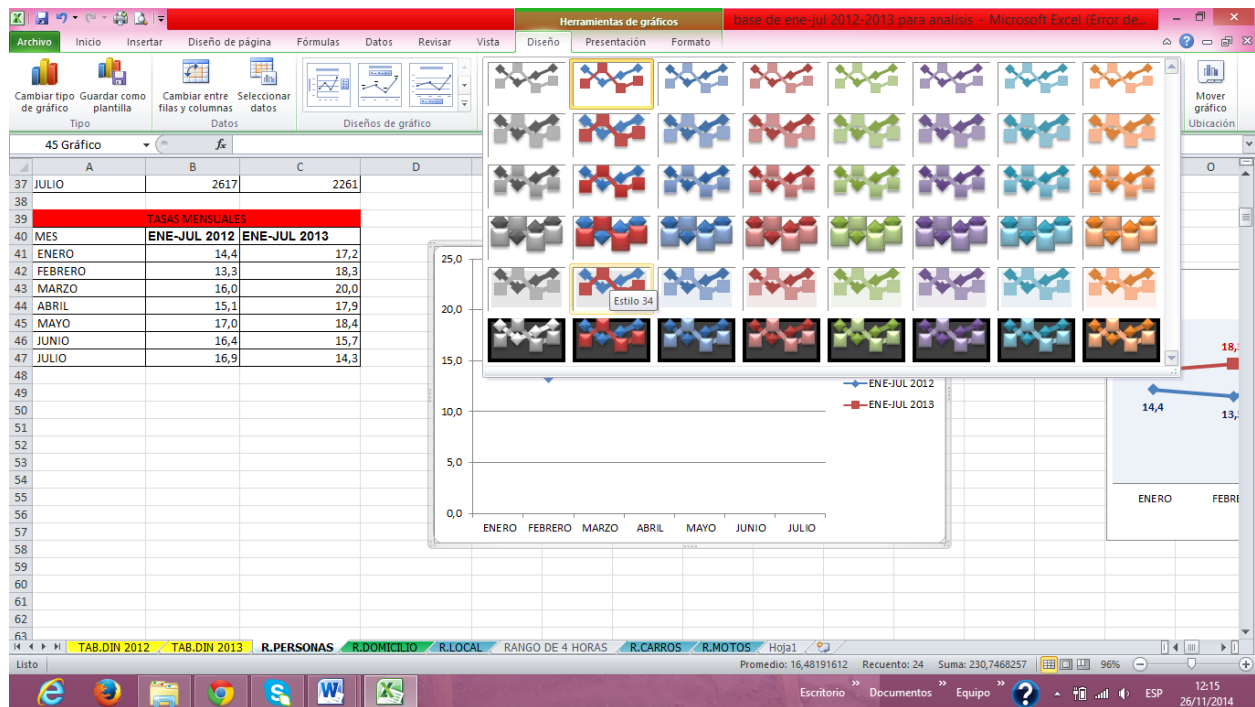 Herramientas de gráficos
base de ene-jul 2012-2013 para analisis - Microsoft Excel (Error de...
Archivo Inicio Insertar Diseño de página Fórmulas Datos Revisar Vista Diseño Presentación Formato
Cambiar tipo de gráfico
Guardar como plantilla
Cambiar entre filas y columnas
Seleccionar datos
Mover gráfico
Tipo Datos Diseños de gráfico Ubicación
45 Gráfico fx
A B C D O
37 JULIO 2617 2261
38
39 TASAS MENSUALES
40 MES ENE-JUL 2012 ENE-JUL 2013
41 ENERO 14,4 17,2
42 FEBRERO 13,3 18,3
43 MARZO 16,0 20,0
44 ABRIL 15,1 17,9
45 MAYO 17,0 18,4
46 JUNIO 16,4 15,7
47 JULIO 16,9 14,3
48
49
50
51
52
53
54
55
56
57
58
59
60
61
62
63
Estilo 34
25,0
20,0
15,0
10,0
5,0
0,0
ENERO FEBRERO MARZO ABRIL MAYO JUNIO JULIO
ENE-JUL 2012
ENE-JUL 2013
14,4
ENERO
TAB.DIN 2012 TAB.DIN 2013 R.PERSONAS R.DOMICILIO R.LOCAL RANGO DE 4 HORAS R.CARROS R.MOTOS Hoja1
Listo Promedio: 16,48191612 Recuento: 24 Suma: 230,7468257 96%
Escritorio Documentos Equipo ESP 12:15
26/11/2014